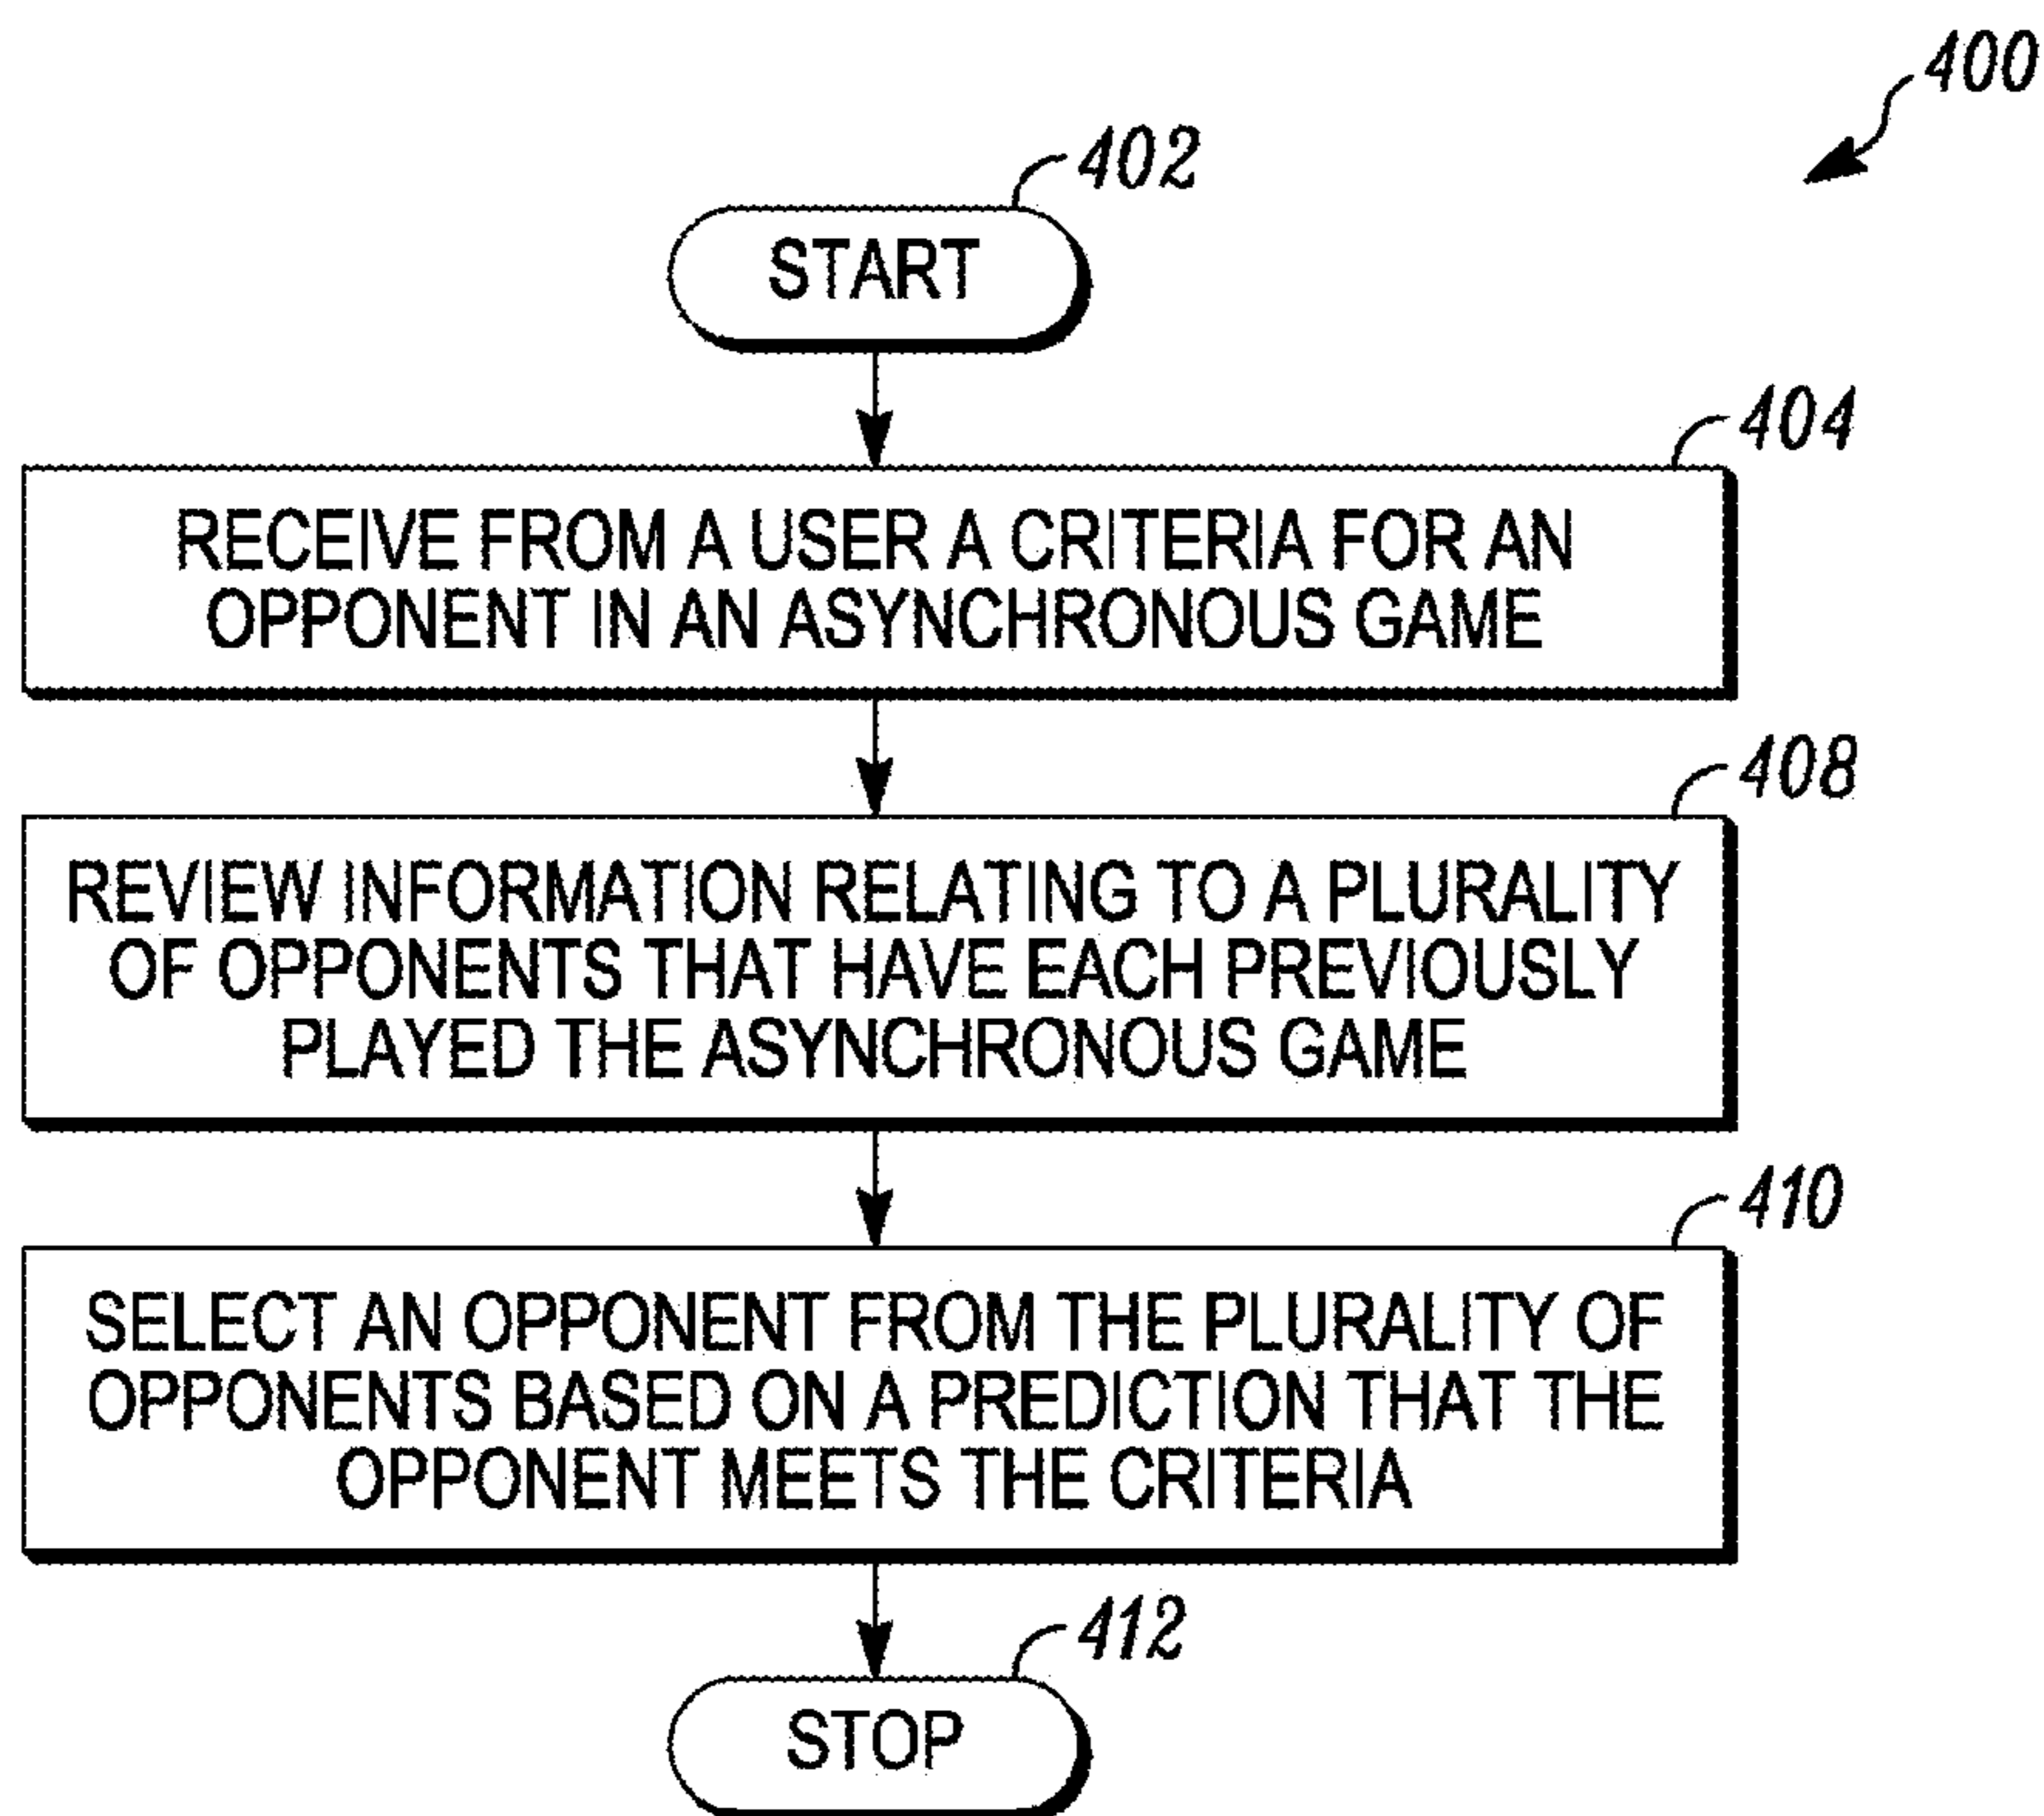 400
402
START
404
RECEIVE FROM A USER A CRITERIA FOR AN
OPPONENT IN AN ASYNCHRONOUS GAME
408
REVIEW INFORMATION RELATING TO A PLURALITY
OF OPPONENTS THAT HAVE EACH PREVIOUSLY
PLAYED THE ASYNCHRONOUS GAME
410
SELECT AN OPPONENT FROM THE PLURALITY OF
OPPONENTS BASED ON A PREDICTION THAT THE
OPPONENT MEETS THE CRITERIA
412
STOP